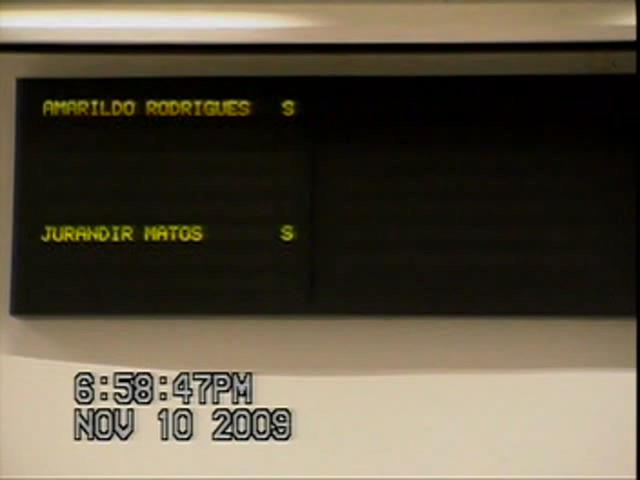 AMARILDO RODRIGUES S
JURANDIR MATOS S
6:58:47PM
NOV 10 2009